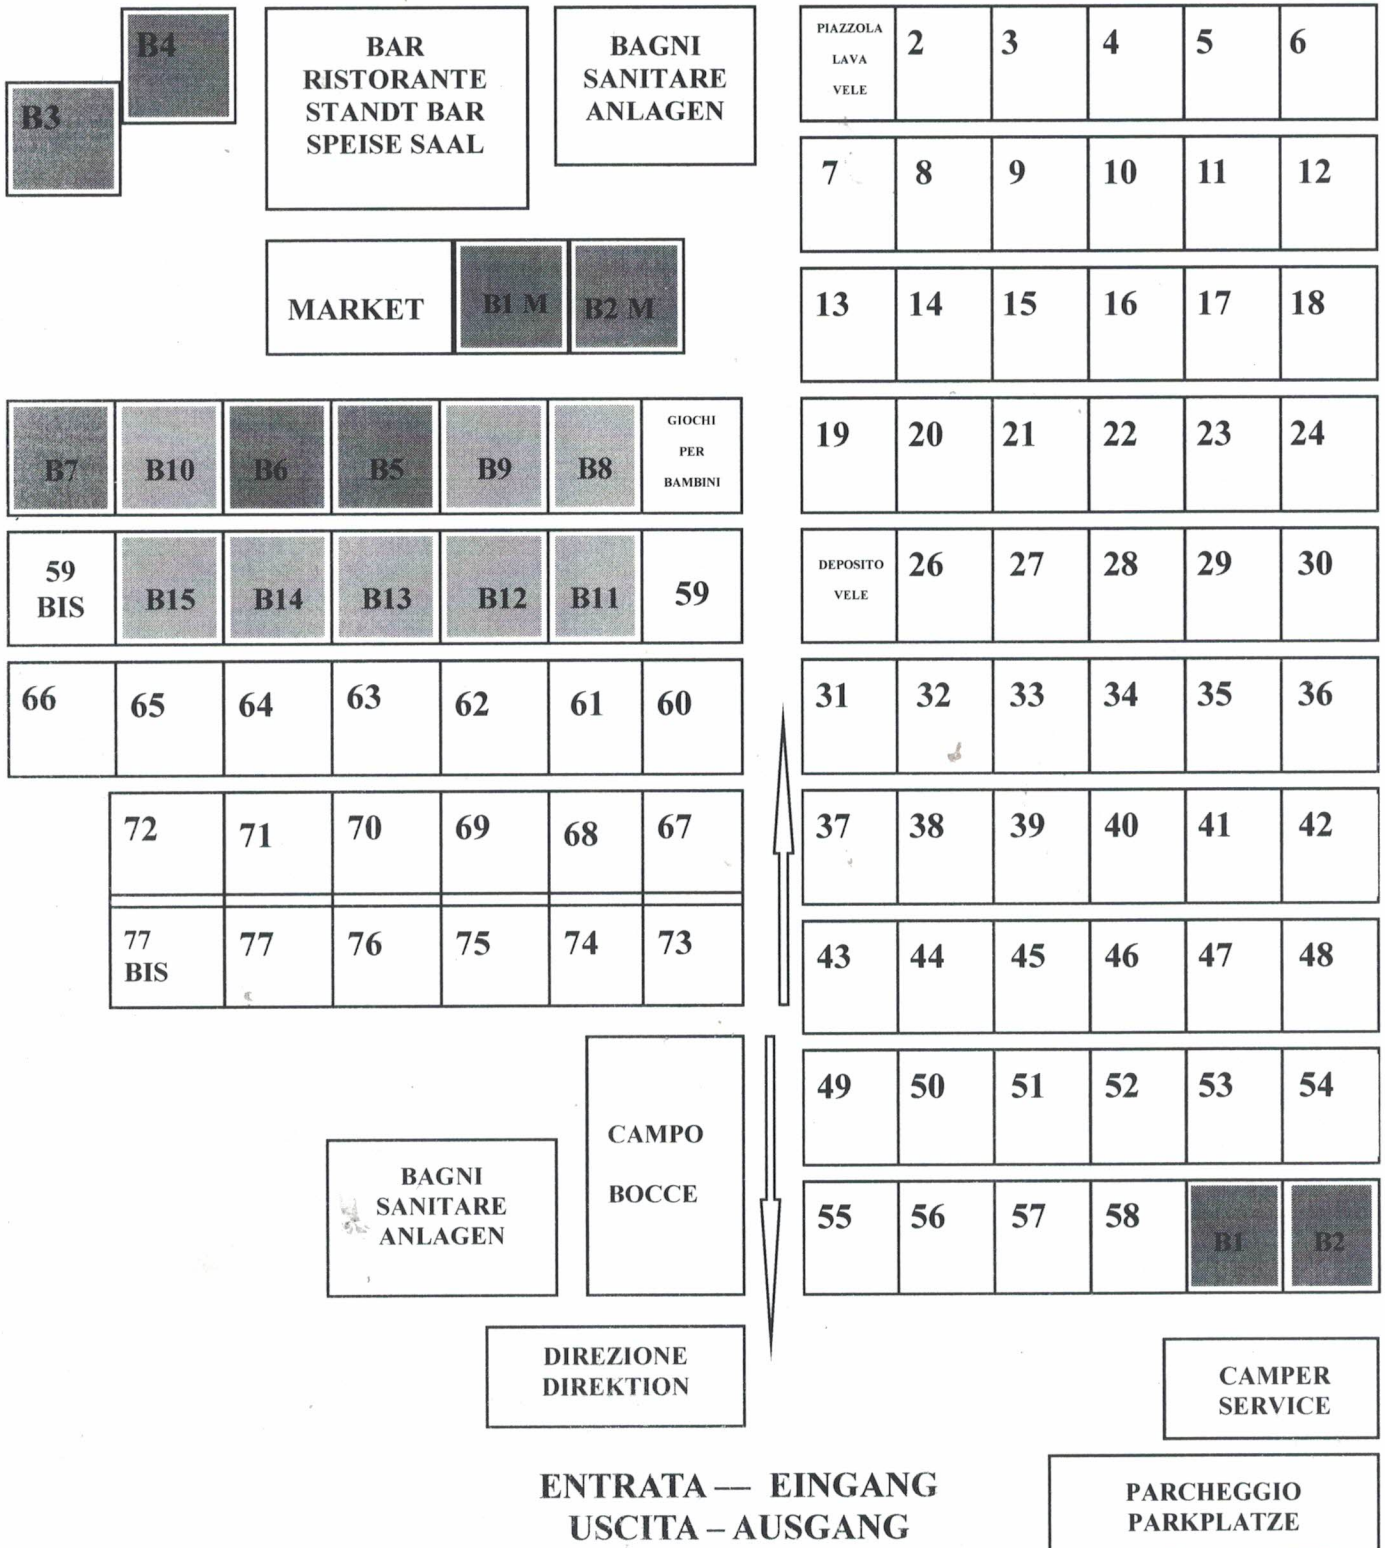 B4
B3
BAR
RISTORANTE
STANDT BAR
SPEISE SAAL
BAGNI
SANITARE
ANLAGEN
MARKET
B1 M
B2 M
B7
B10
B6
B5
B9
B8
GIOCHI
PER
BAMBINI
59
BIS
B15
B14
B13
B12
B11
59
66
65
64
63
62
61
60
72
71
70
69
68
67
77
BIS
77
76
75
74
73
PIAZZOLA
LAVA
VELE
2
3
4
5
6
7
8
9
10
11
12
13
14
15
16
17
18
19
20
21
22
23
24
DEPOSITO
VELE
26
27
28
29
30
31
32
33
34
35
36
37
38
39
40
41
42
43
44
45
46
47
48
49
50
51
52
53
54
55
56
57
58
B1
B2
CAMPO
BOCCE
BAGNI
SANITARE
ANLAGEN
DIREZIONE
DIREKTION
CAMPER
SERVICE
ENTRATA — EINGANG
USCITA – AUSGANG
PARCHEGGIO
PARKPLATZE